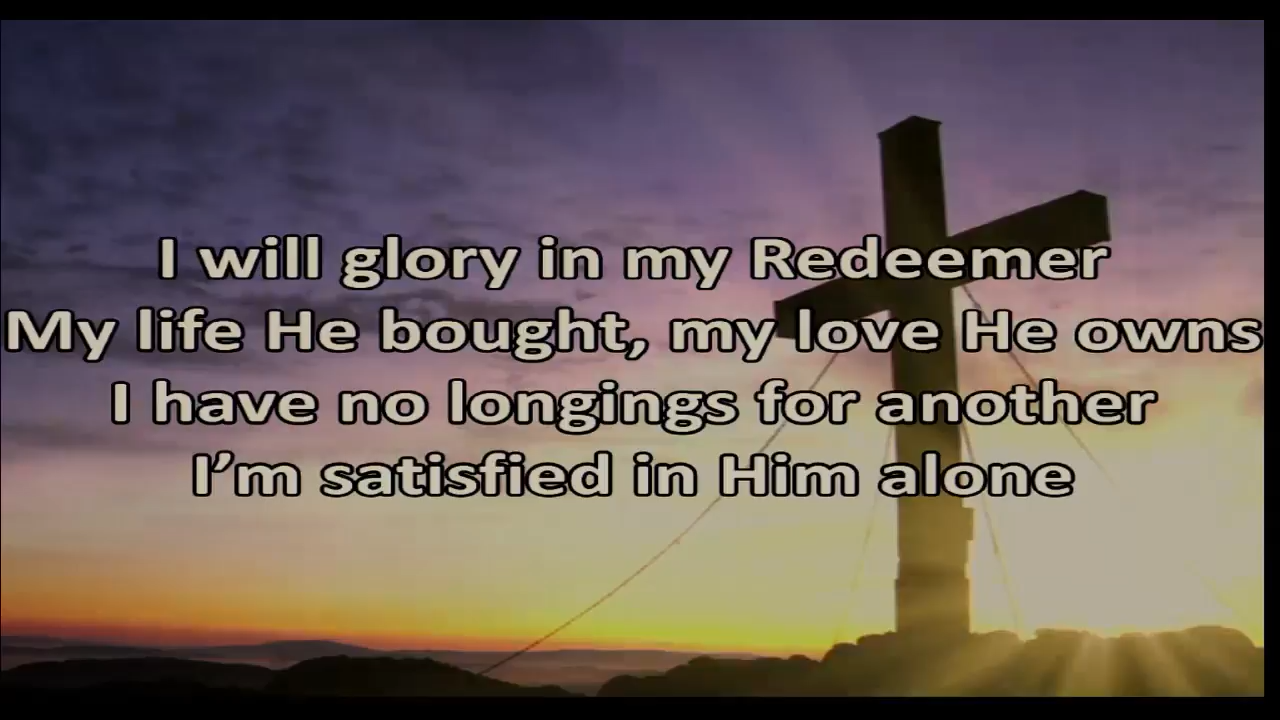 I will glory in my Redeemer
My life He bought, my love He owns
I have no longings for another
I’m satisfied in Him alone